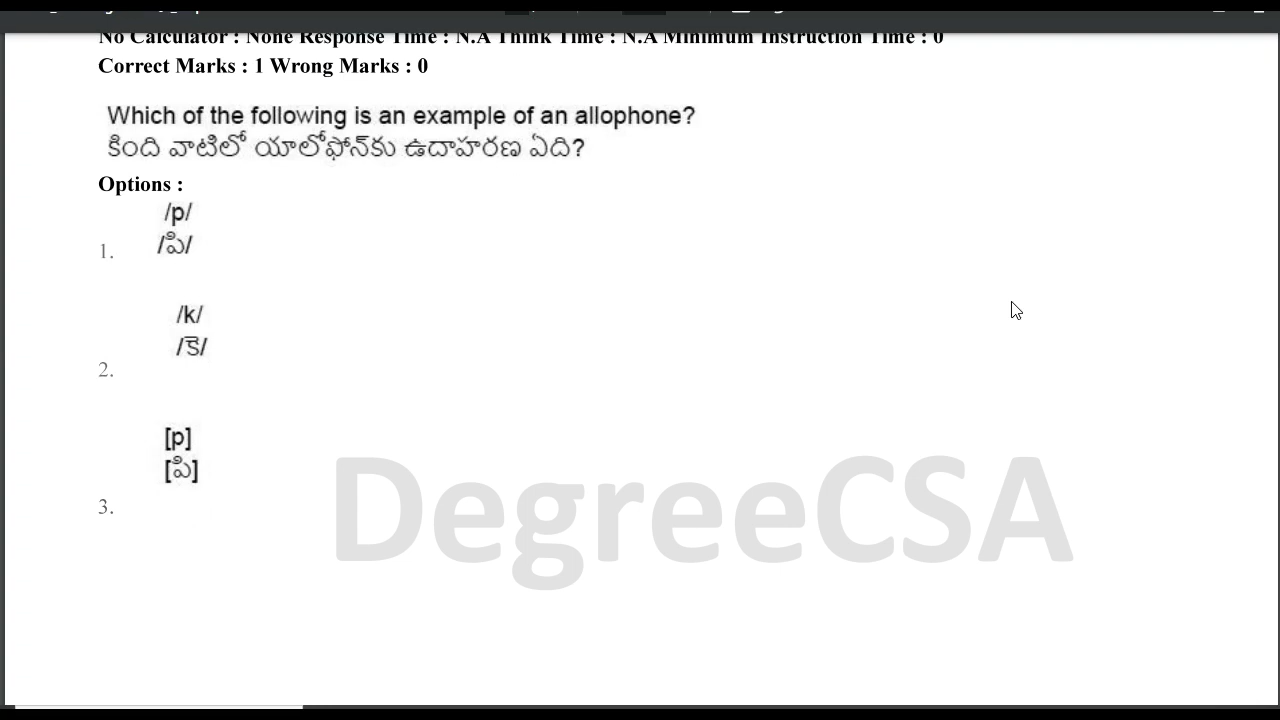 No Calculator : None Response Time : N.A Think Time : N.A Minimum Instruction Time : 0
Correct Marks : 1 Wrong Marks : 0
Which of the following is an example of an allophone?
కింది వాటిలో యాలోఫోన్‌కు ఉదాహరణ ఏది?
Options :
/p/
/పి/
1.
/k/
/కె/
2.
[p]
[పి]
3.
DegreeCSA